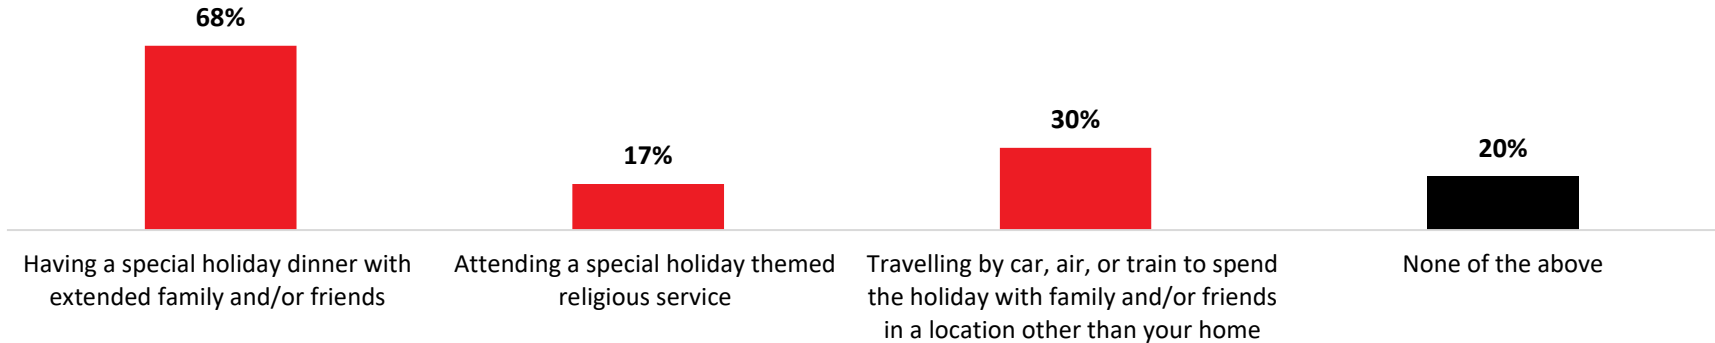 68%
17%
30%
20%
Having a special holiday dinner with
extended family and/or friends
Attending a special holiday themed
religious service
Travelling by car, air, or train to spend
the holiday with family and/or friends
in a location other than your home
None of the above